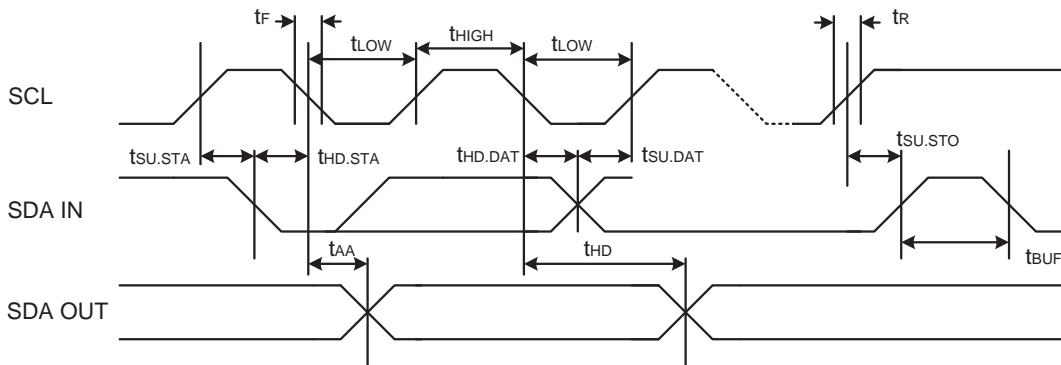 tF
tR
tLOW
tHIGH
tLOW
SCL
tSU.STA
tHD.STA
tHD.DAT
tSU.DAT
tSU.STO
SDA IN
tAA
tHD
tBUF
SDA OUT